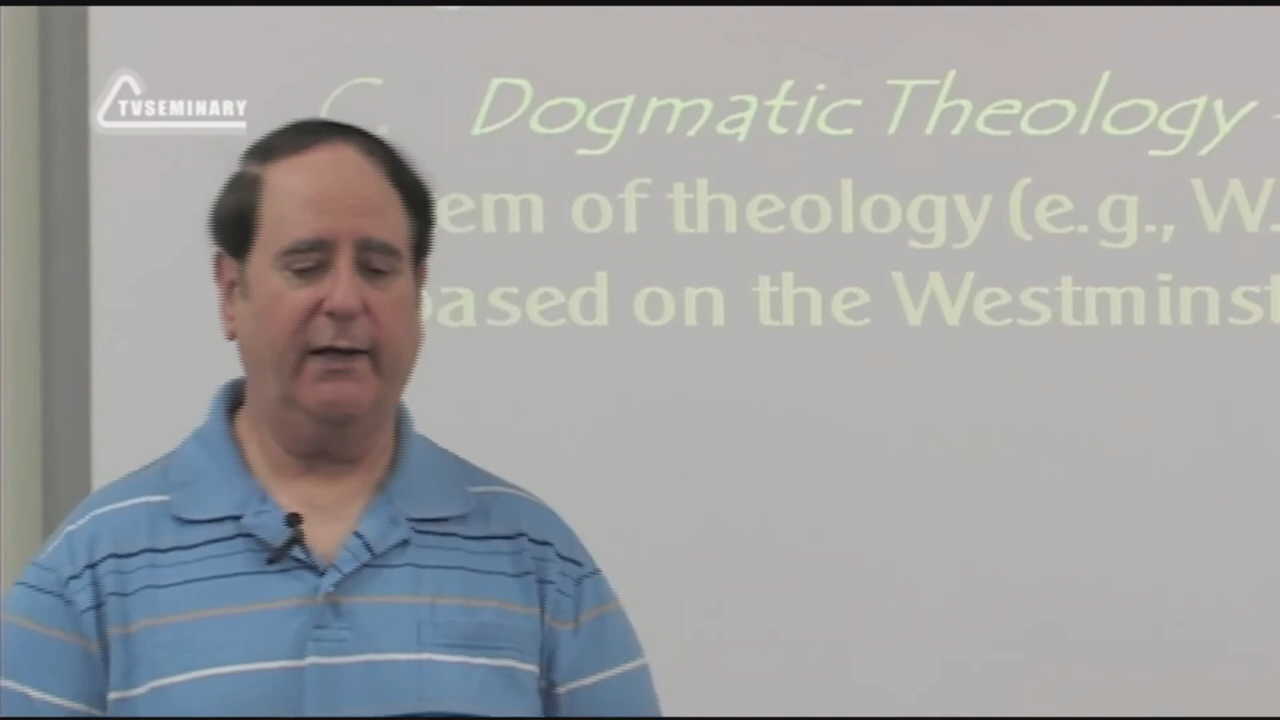 TVSEMINARY
C. Dogmatic Theology
em of theology (e.g., W.
based on the Westminst